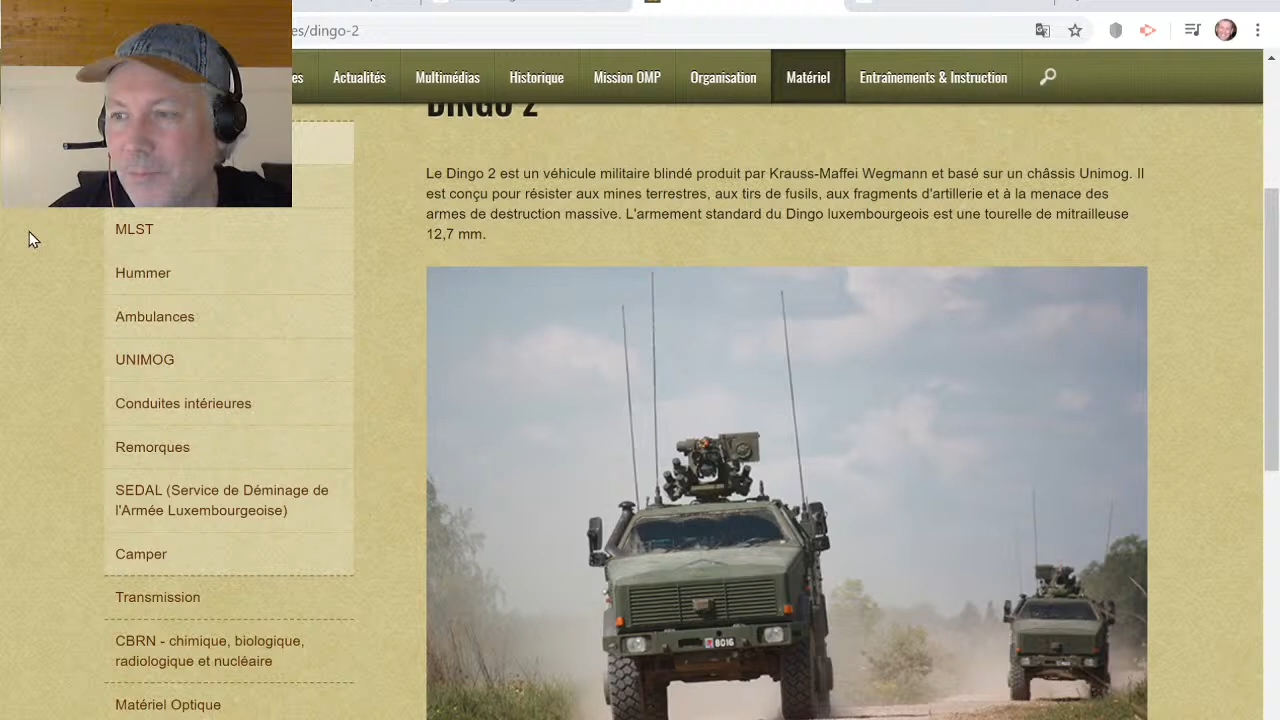 es/dingo-2
es
Actualités
Multimédias
Historique
Mission OMP
Organisation
Matériel
Entraînements & Instruction
DINGO 2
Le Dingo 2 est un véhicule militaire blindé produit par Krauss-Maffei Wegmann et basé sur un châssis Unimog. Il
est conçu pour résister aux mines terrestres, aux tirs de fusils, aux fragments d'artillerie et à la menace des
armes de destruction massive. L'armement standard du Dingo luxembourgeois est une tourelle de mitrailleuse
12,7 mm.
MLST
Hummer
Ambulances
UNIMOG
Conduites intérieures
Remorques
SEDAL (Service de Déminage de
l'Armée Luxembourgeoise)
Camper
Transmission
CBRN - chimique, biologique,
radiologique et nucléaire
Matériel Optique
8016